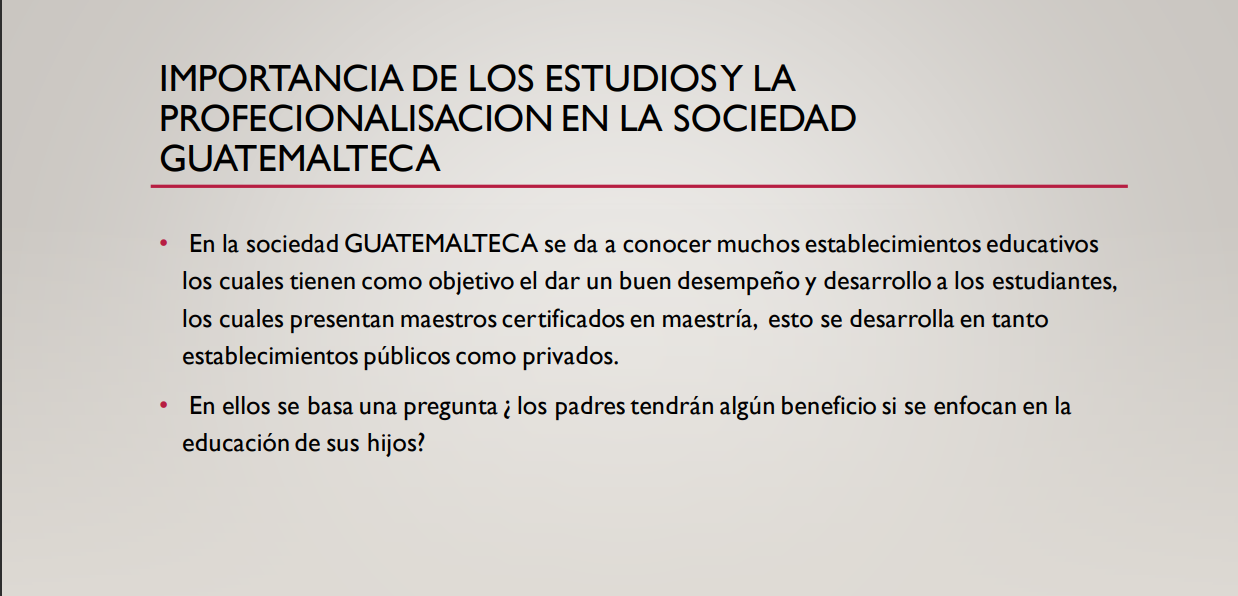 IMPORTANCIA DE LOS ESTUDIOS Y LA
PROFECIONALISACION EN LA SOCIEDAD
GUATEMALTECA
• En la sociedad GUATEMALTECA se da a conocer muchos establecimientos educativos
los cuales tienen como objetivo el dar un buen desempeño y desarrollo a los estudiantes,
los cuales presentan maestros certificados en maestría, esto se desarrolla en tanto
establecimientos públicos como privados.
• En ellos se basa una pregunta ¿ los padres tendrán algún beneficio si se enfocan en la
educación de sus hijos?